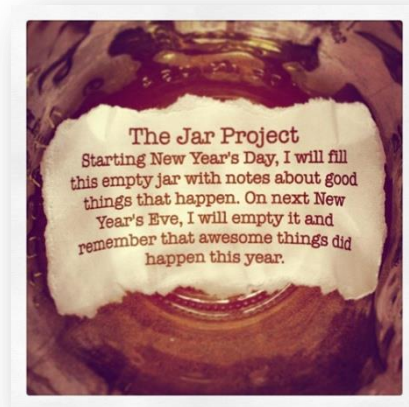 The Jar Project
Starting New Year's Day, I will fill
this empty jar with notes about good
things that happen. On next New
Year's Eve, I will empty it and
remember that awesome things did
happen this year.